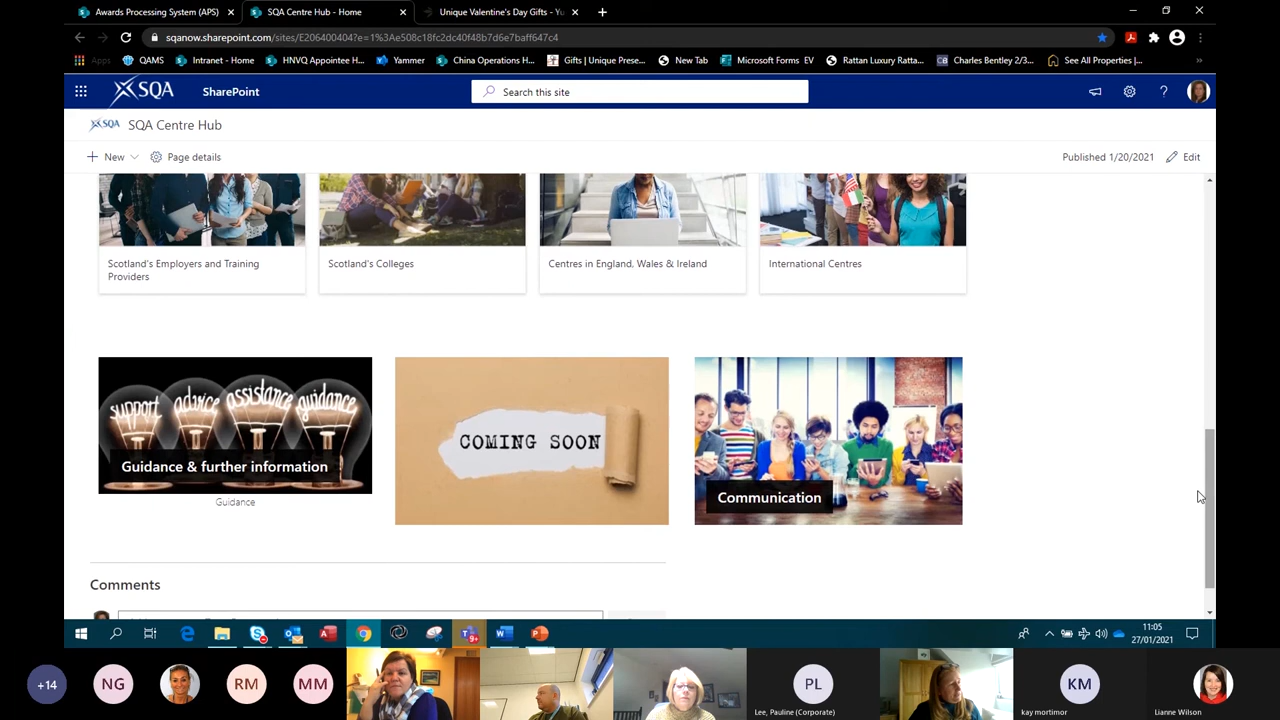 Awards Processing System (APS)
SQA Centre Hub - Home
Unique Valentine's Day Gifts - Yu
sqanow.sharepoint.com/sites/E206400404?e=1%3Ae508c18fc2dc40f48b7d6e7baff647c4
Apps
QAMS
Intranet - Home
HNVQ Appointee H...
Yammer
China Operations H...
Gifts | Unique Prese...
New Tab
Microsoft Forms EV
Rattan Luxury Ratta...
Charles Bentley 2/3...
See All Properties |...
SQA
SharePoint
Search this site
SQA
SQA Centre Hub
New
Page details
Published 1/20/2021
Edit
Scotland's Employers and Training
Providers
Scotland's Colleges
Centres in England, Wales & Ireland
International Centres
support advice assistance guidance
Guidance & further information
Guidance
COMING SOON
Communication
Comments
11:05
27/01/2021
+14
NG
RM
MM
PL
Lee, Pauline (Corporate)
KM
kay mortimor
Lianne Wilson